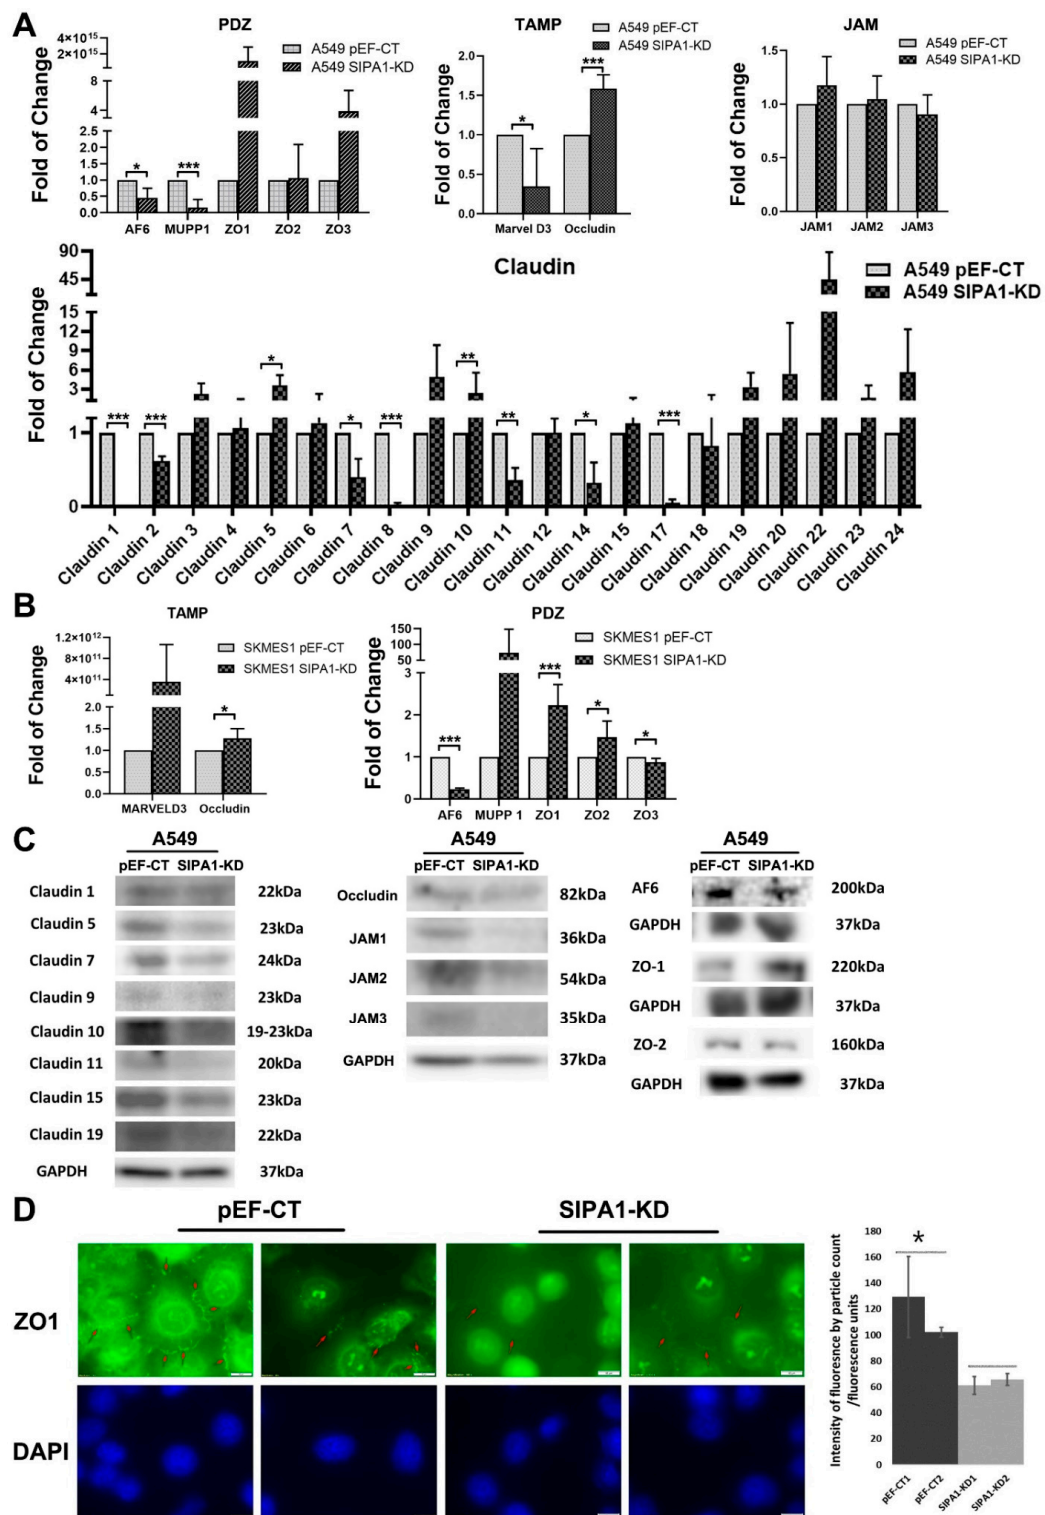 A
PDZ
Fold of Change
4×10¹⁵
2×10¹⁵
8
4
2.5
2.0
1.5
1.0
0.5
0.0
A549 pEF-CT
A549 SIPA1-KD
*
***
AF6 MUPP1 ZO1 ZO2 ZO3
TAMP
Fold of Change
2.0
1.5
1.0
0.5
0.0
A549 pEF-CT
A549 SIPA1-KD
*
***
Marvel D3 Occludin
JAM
Fold of Change
1.5
1.0
0.5
0.0
A549 pEF-CT
A549 SIPA1-KD
JAM1 JAM2 JAM3
Claudin
Fold of Change
90
45
15
12
9
6
3
1
0
A549 pEF-CT
A549 SIPA1-KD
*** *** * * *** ** ** * ***
Claudin 1
Claudin 2
Claudin 3
Claudin 4
Claudin 5
Claudin 6
Claudin 7
Claudin 8
Claudin 9
Claudin 10
Claudin 11
Claudin 12
Claudin 14
Claudin 15
Claudin 17
Claudin 18
Claudin 19
Claudin 20
Claudin 22
Claudin 23
Claudin 24
B
TAMP
Fold of Change
1.2×10¹²
8×10¹¹
4×10¹¹
2.0
1.5
1.0
0.5
0.0
SKMES1 pEF-CT
SKMES1 SIPA1-KD
*
MARVELD3 Occludin
PDZ
Fold of Change
150
100
50
3
2
1
0
SKMES1 pEF-CT
SKMES1 SIPA1-KD
*** *** * *
AF6 MUPP 1 ZO1 ZO2 ZO3
C
A549
pEF-CT SIPA1-KD
Claudin 1 22kDa
Claudin 5 23kDa
Claudin 7 24kDa
Claudin 9 23kDa
Claudin 10 19-23kDa
Claudin 11 20kDa
Claudin 15 23kDa
Claudin 19 22kDa
GAPDH 37kDa
A549
pEF-CT SIPA1-KD
Occludin 82kDa
JAM1 36kDa
JAM2 54kDa
JAM3 35kDa
GAPDH 37kDa
A549
pEF-CT SIPA1-KD
AF6 200kDa
GAPDH 37kDa
ZO-1 220kDa
GAPDH 37kDa
ZO-2 160kDa
GAPDH 37kDa
D
pEF-CT SIPA1-KD
ZO1
DAPI
Intensity of fluoresnce by particle count
/fluorescence units
180
160
140
120
100
80
60
40
20
0
*
pEF-CT1
pEF-CT2
SIPA1-KD1
SIPA1-KD2